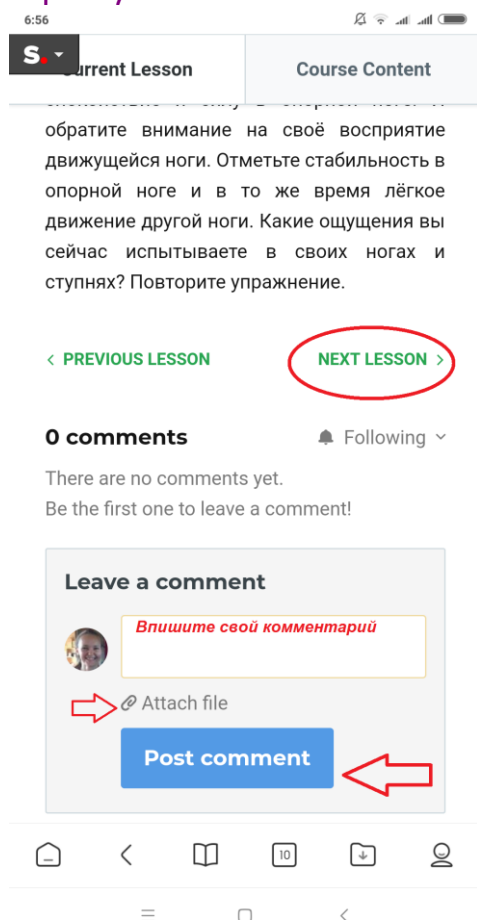 6:56
S.
urrent Lesson
Course Content
обратите внимание на своё восприятие
движущейся ноги. Отметьте стабильность в
опорной ноге и в то же время лёгкое
движение другой ноги. Какие ощущения вы
сейчас испытываете в своих ногах и
ступнях? Повторите упражнение.
< PREVIOUS LESSON
NEXT LESSON >
0 comments
Following
There are no comments yet.
Be the first one to leave a comment!
Leave a comment
Впишите свой комментарий
Attach file
Post comment
10